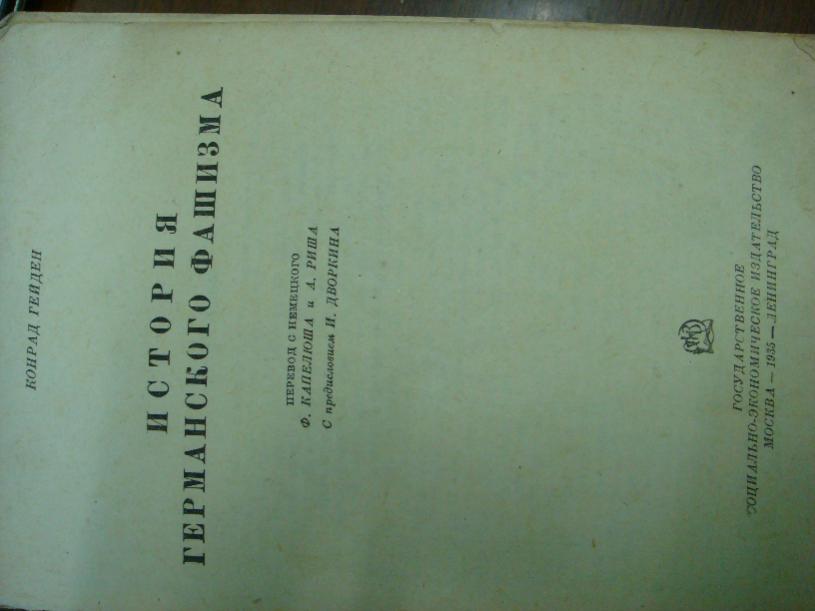 КОНРАД ГЕЙДЕН
ИСТОРИЯ
ГЕРМАНСКОГО ФАШИЗМА
ПЕРЕВОД С НЕМЕЦКОГО
Ф. КАПЕЛЮША и А. РИША
С предисловием И. ДВОРКИНА
ГОСУДАРСТВЕННОЕ
СОЦИАЛЬНО-ЭКОНОМИЧЕСКОЕ ИЗДАТЕЛЬСТВО
МОСКВА — 1935 — ЛЕНИНГРАД